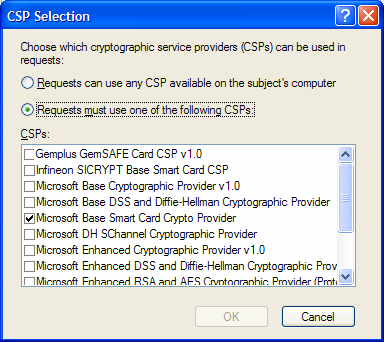 CSP Selection
Choose which cryptographic service providers (CSPs) can be used in
requests:
Requests can use any CSP available on the subject's computer
Requests must use one of the following CSPs:
CSPs:
Gemplus GemSAFE Card CSP v1.0
Infineon SICRYPT Base Smart Card CSP
Microsoft Base Cryptographic Provider v1.0
Microsoft Base DSS and Diffie-Hellman Cryptographic Provider
Microsoft Base Smart Card Crypto Provider
Microsoft DH SChannel Cryptographic Provider
Microsoft Enhanced Cryptographic Provider v1.0
Microsoft Enhanced DSS and Diffie-Hellman Cryptographic Prov
Microsoft Enhanced RSA and AES Cryptographic Provider (Prot
OK
Cancel